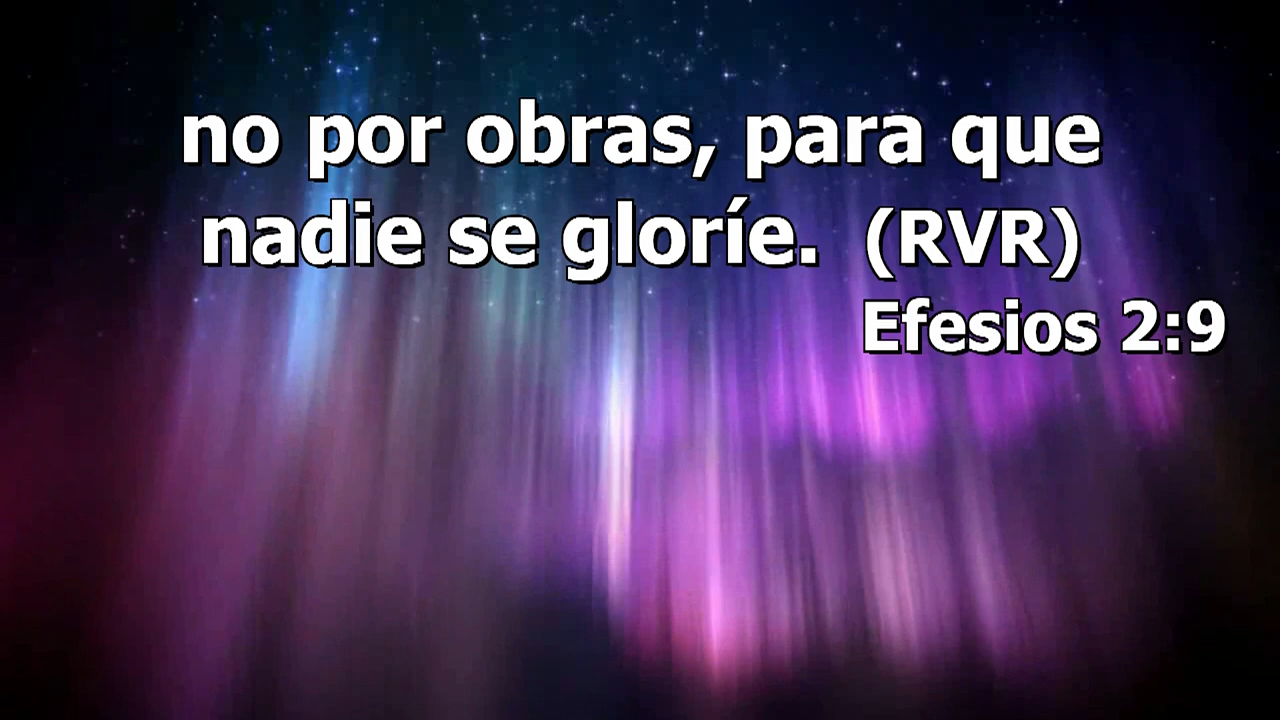 no por obras, para que
nadie se gloríe. (RVR)
Efesios 2:9